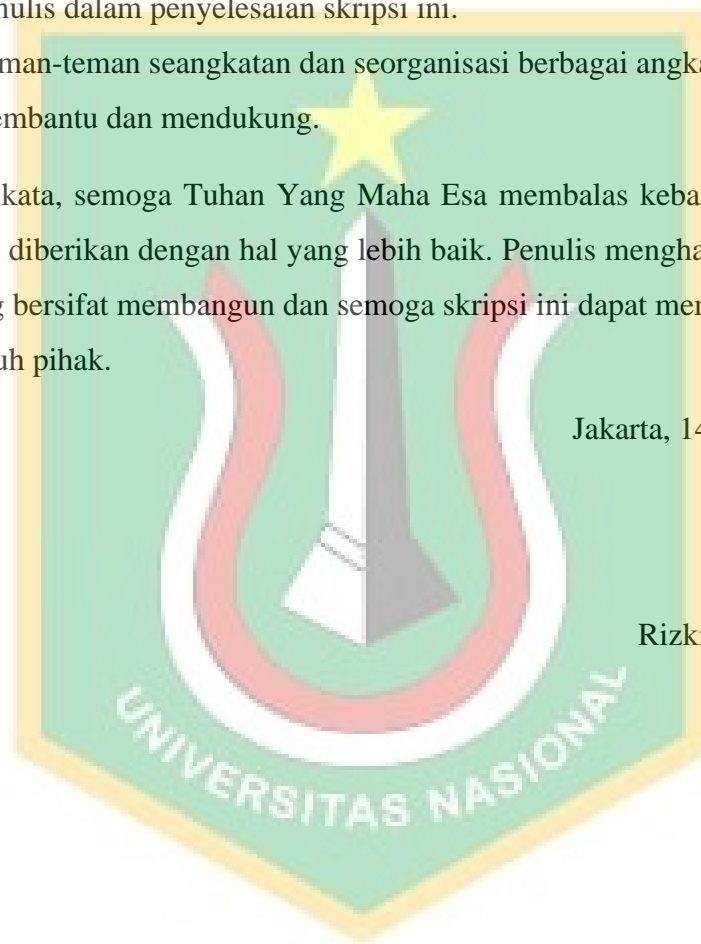 nulis dalam penyelesaian skripsi ini.
man-teman seangkatan dan seorganisasi berbagai angka
embantu dan mendukung.
kata, semoga Tuhan Yang Maha Esa membalas keba
diberikan dengan hal yang lebih baik. Penulis mengha
g bersifat membangun dan semoga skripsi ini dapat mer
uh pihak.
Jakarta, 14
Rizki
UNIVERSITAS NASIONAL